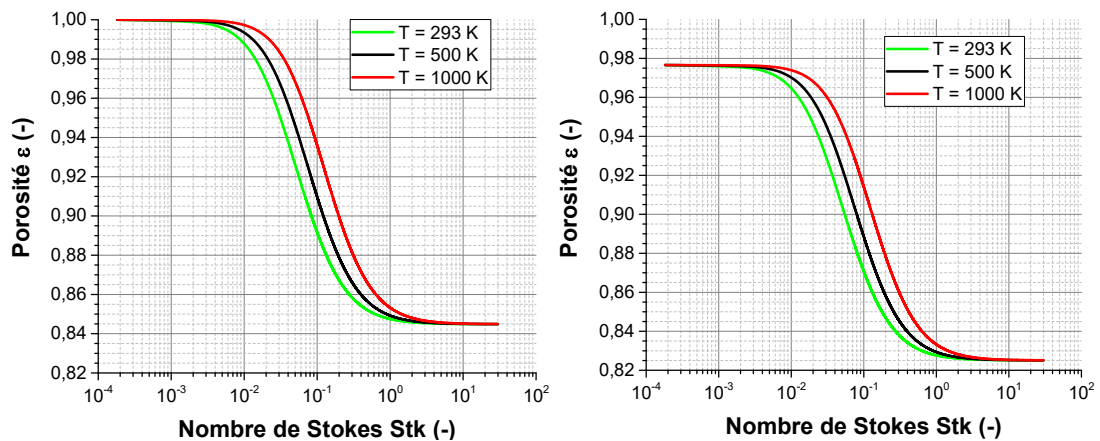 1,00
0,98
0,96
0,94
0,92
0,90
0,88
0,86
0,84
0,82
Porosité ε (-)
T = 293 K
T = 500 K
T = 1000 K
10⁻⁴ 10⁻³ 10⁻² 10⁻¹ 10⁰ 10¹ 10²
Nombre de Stokes Stk (-)
1,00
0,98
0,96
0,94
0,92
0,90
0,88
0,86
0,84
0,82
Porosité ε (-)
T = 293 K
T = 500 K
T = 1000 K
10⁻⁴ 10⁻³ 10⁻² 10⁻¹ 10⁰ 10¹ 10²
Nombre de Stokes Stk (-)